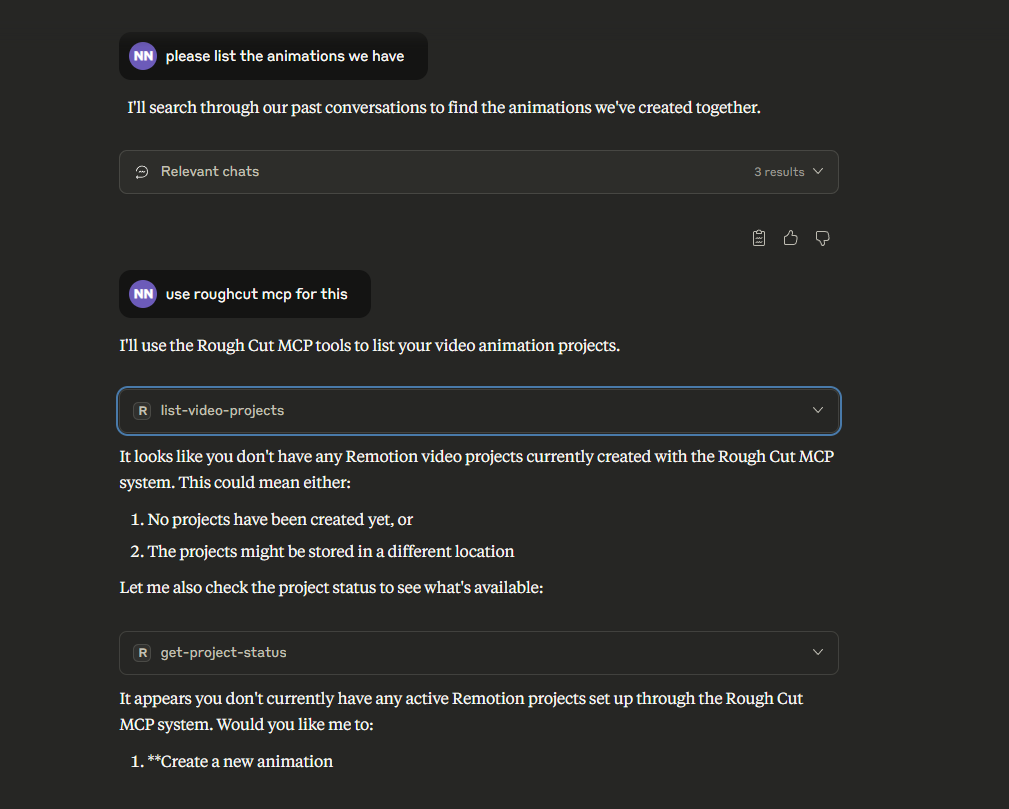 NN please list the animations we have
I'll search through our past conversations to find the animations we've created together.
Relevant chats 3 results
NN use roughcut mcp for this
I'll use the Rough Cut MCP tools to list your video animation projects.
R list-video-projects
It looks like you don't have any Remotion video projects currently created with the Rough Cut MCP
system. This could mean either:
1. No projects have been created yet, or
2. The projects might be stored in a different location
Let me also check the project status to see what's available:
R get-project-status
It appears you don't currently have any active Remotion projects set up through the Rough Cut
MCP system. Would you like me to:
1. **Create a new animation